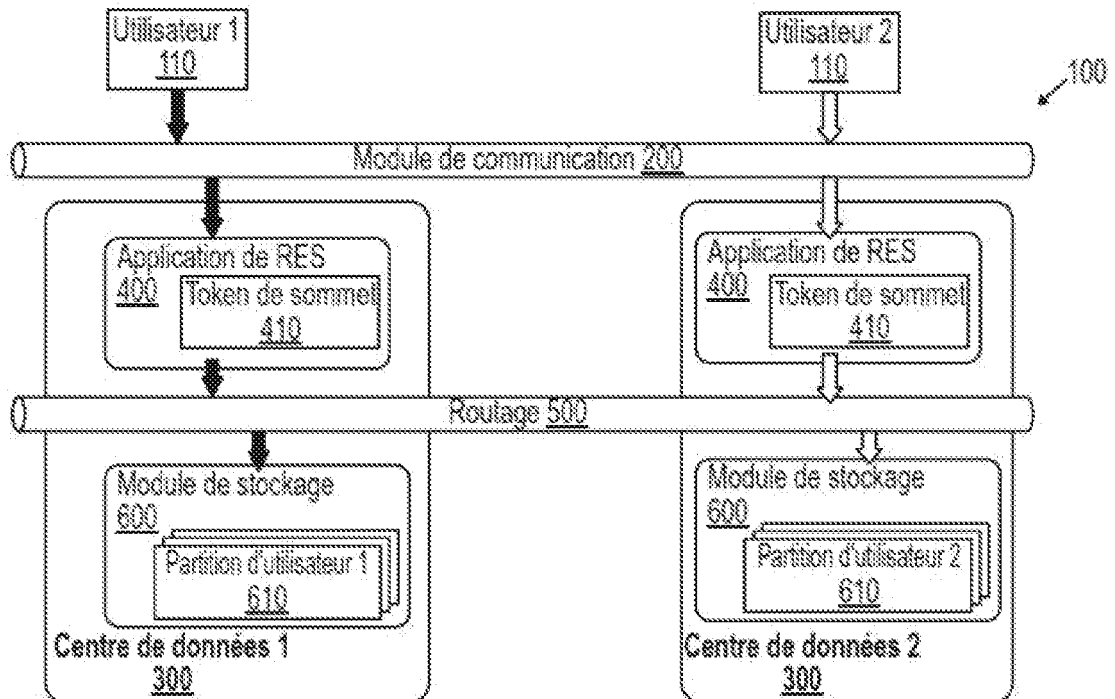 Utilisateur 1
110
Utilisateur 2
110
100
Module de communication 200
Application de RES
400
Token de sommet
410
Application de RES
400
Token de sommet
410
Routage 500
Module de stockage
600
Partition d'utilisateur 1
610
Module de stockage
600
Partition d'utilisateur 2
610
Centre de données 1
300
Centre de données 2
300